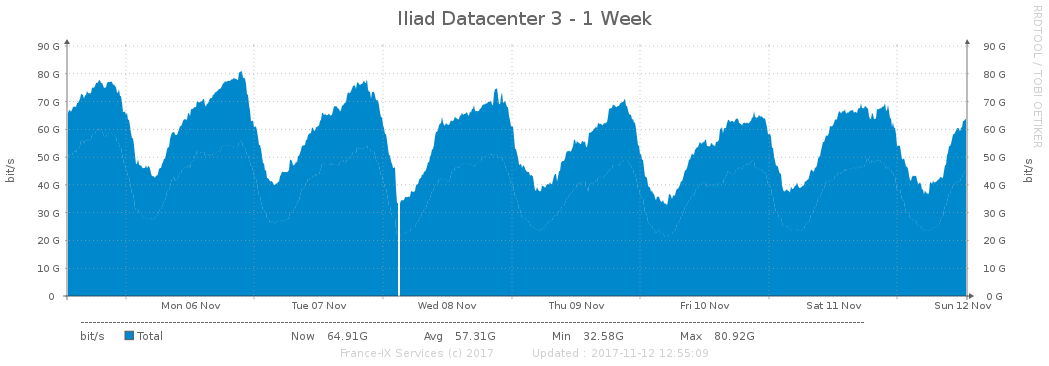 Iliad Datacenter 3 - 1 Week
RRDTOOL / TOBI OETIKER
90 G 90 G
80 G 80 G
70 G 70 G
60 G 60 G
50 G 50 G
40 G 40 G
30 G 30 G
20 G 20 G
10 G 10 G
0 0 G
bit/s bit/s
Mon 06 Nov Tue 07 Nov Wed 08 Nov Thu 09 Nov Fri 10 Nov Sat 11 Nov Sun 12 Nov
bit/s Total Now 64.91G Avg 57.31G Min 32.58G Max 80.92G
France-IX Services (c) 2017 Updated : 2017-11-12 12:55:09